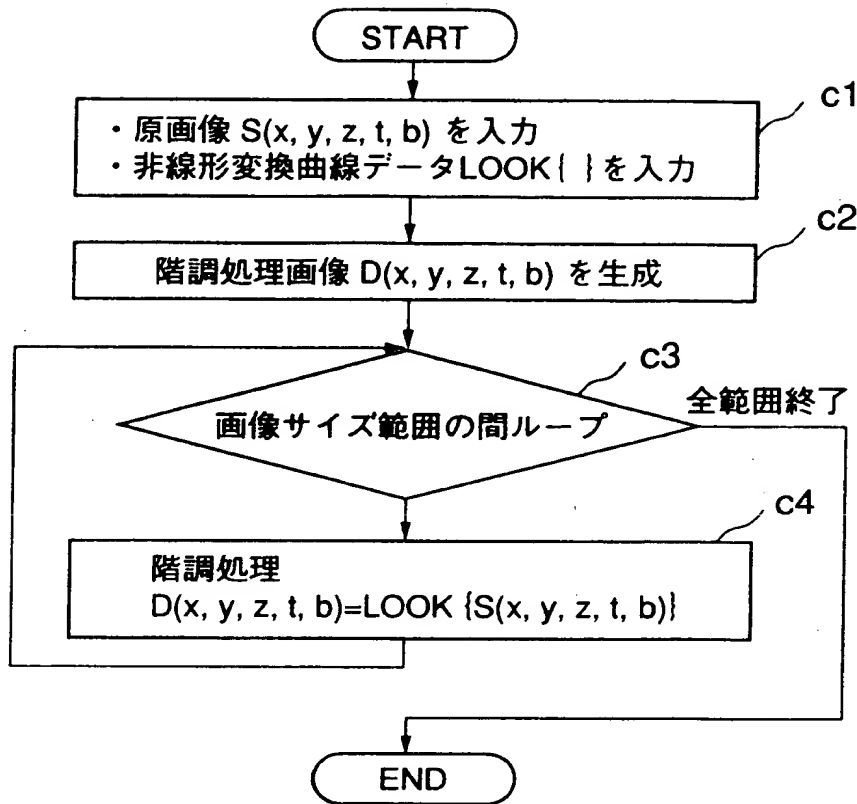 START
c1
・原画像 S(x, y, z, t, b) を入力
・非線形変換曲線データLOOK{ }を入力
c2
階調処理画像 D(x, y, z, t, b) を生成
c3
全範囲終了
画像サイズ範囲の間ループ
c4
階調処理
D(x, y, z, t, b)=LOOK {S(x, y, z, t, b)}
END